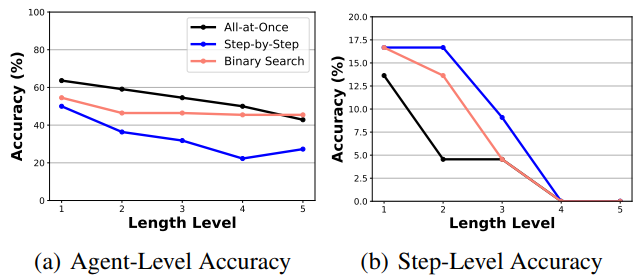 100
80
60
40
20
0
Accuracy (%)
All-at-Once
Step-by-Step
Binary Search
1 2 3 4 5
Length Level
(a) Agent-Level Accuracy
20.0
17.5
15.0
12.5
10.0
7.5
5.0
2.5
0.0
Accuracy (%)
1 2 3 4 5
Length Level
(b) Step-Level Accuracy